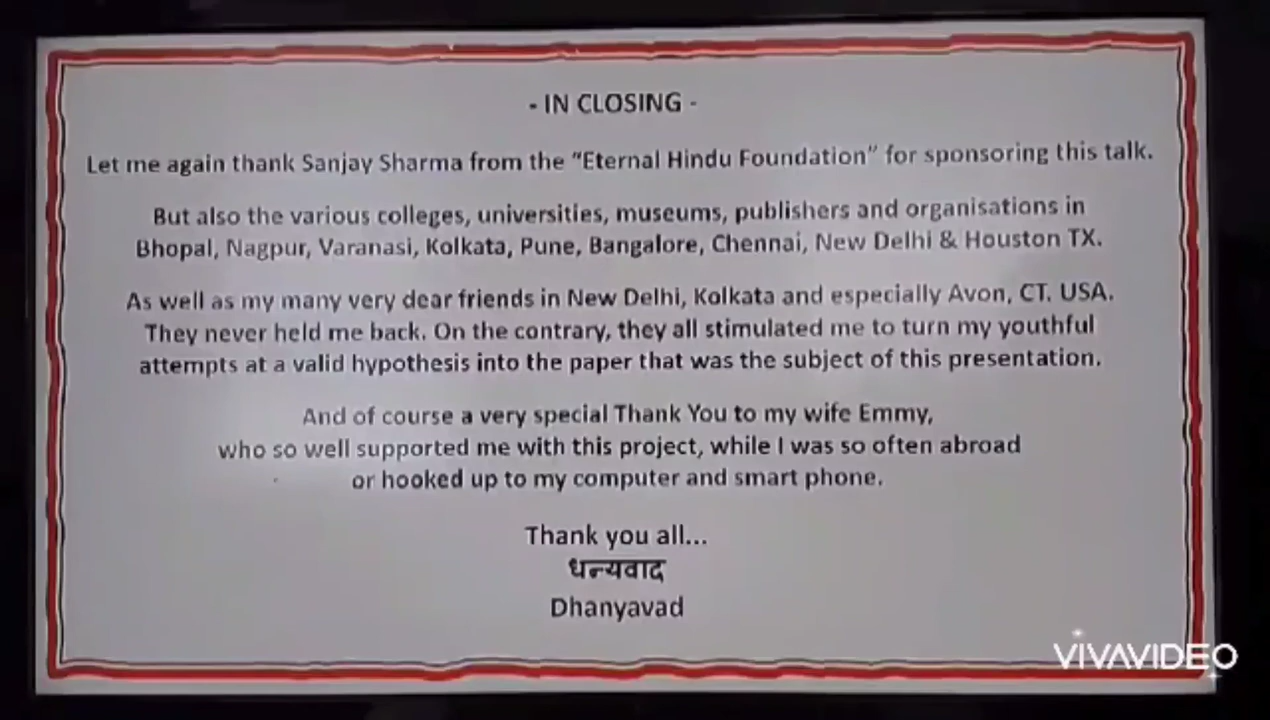 - IN CLOSING -
Let me again thank Sanjay Sharma from the "Eternal Hindu Foundation" for sponsoring this talk.
But also the various colleges, universities, museums, publishers and organisations in
Bhopal, Nagpur, Varanasi, Kolkata, Pune, Bangalore, Chennai, New Delhi & Houston TX.
As well as my many very dear friends in New Delhi, Kolkata and especially Avon, CT. USA.
They never held me back. On the contrary, they all stimulated me to turn my youthful
attempts at a valid hypothesis into the paper that was the subject of this presentation.
And of course a very special Thank You to my wife Emmy,
who so well supported me with this project, while I was so often abroad
or hooked up to my computer and smart phone.
Thank you all...
धन्यवाद
Dhanyavad
VIVAVIDEO